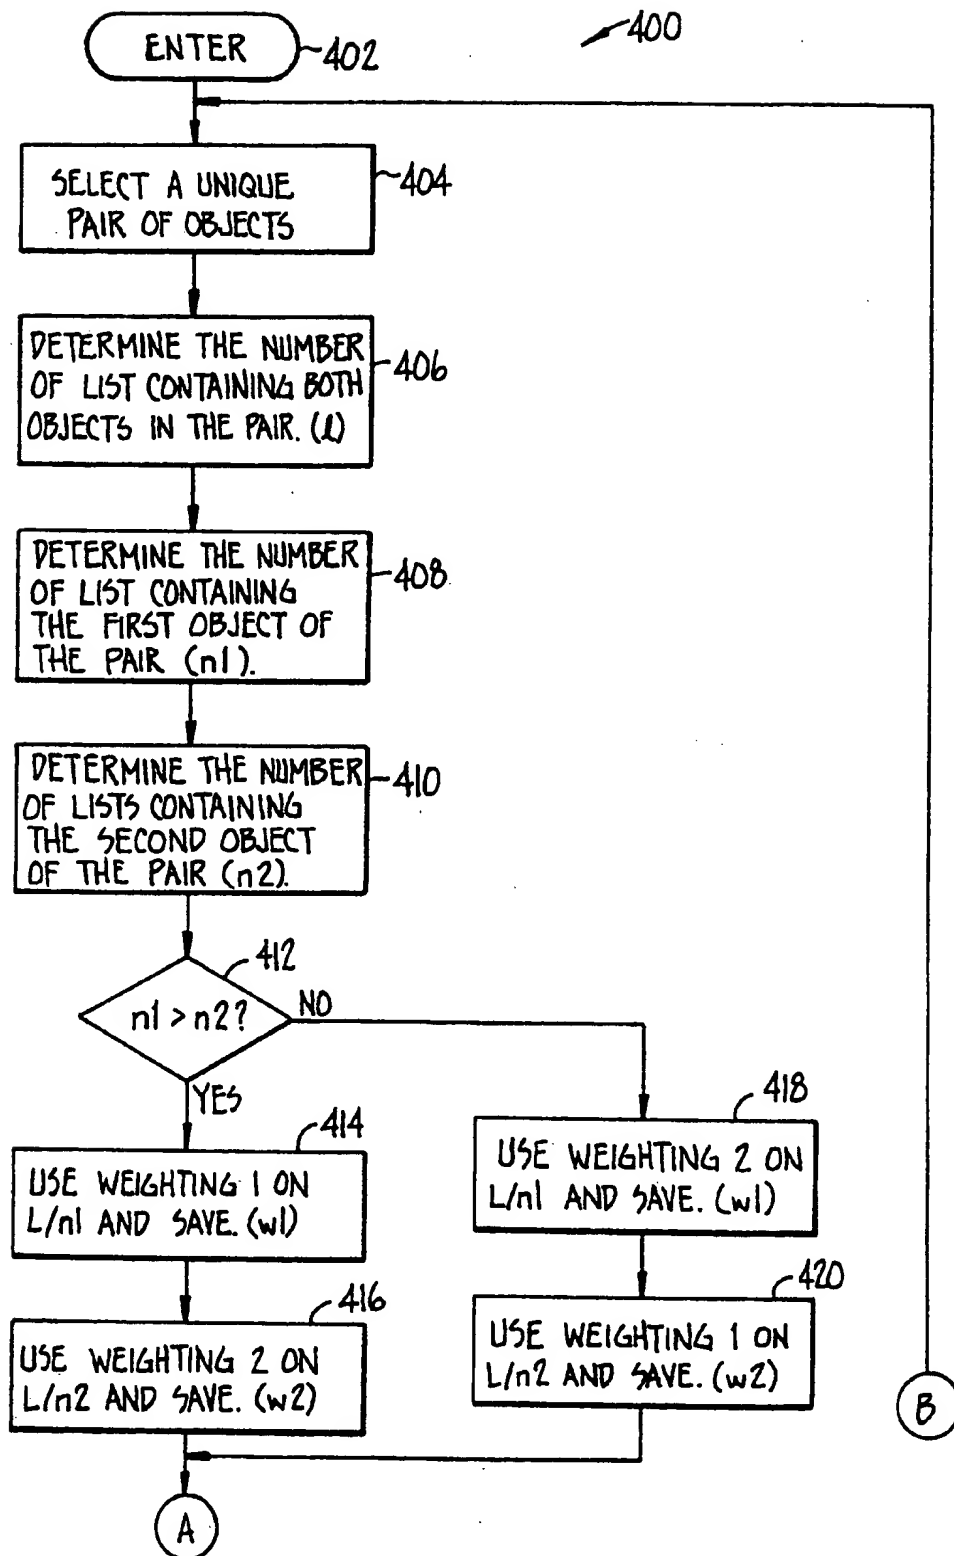 400
ENTER
402
SELECT A UNIQUE
PAIR OF OBJECTS
404
DETERMINE THE NUMBER
OF LIST CONTAINING BOTH
OBJECTS IN THE PAIR. (l)
406
DETERMINE THE NUMBER
OF LIST CONTAINING
THE FIRST OBJECT OF
THE PAIR (n1).
408
DETERMINE THE NUMBER
OF LISTS CONTAINING
THE SECOND OBJECT
OF THE PAIR (n2).
410
412
n1 > n2?
NO
YES
414
USE WEIGHTING 1 ON
L/n1 AND SAVE. (w1)
416
USE WEIGHTING 2 ON
L/n2 AND SAVE. (w2)
418
USE WEIGHTING 2 ON
L/n1 AND SAVE. (w1)
420
USE WEIGHTING 1 ON
L/n2 AND SAVE. (w2)
B
A